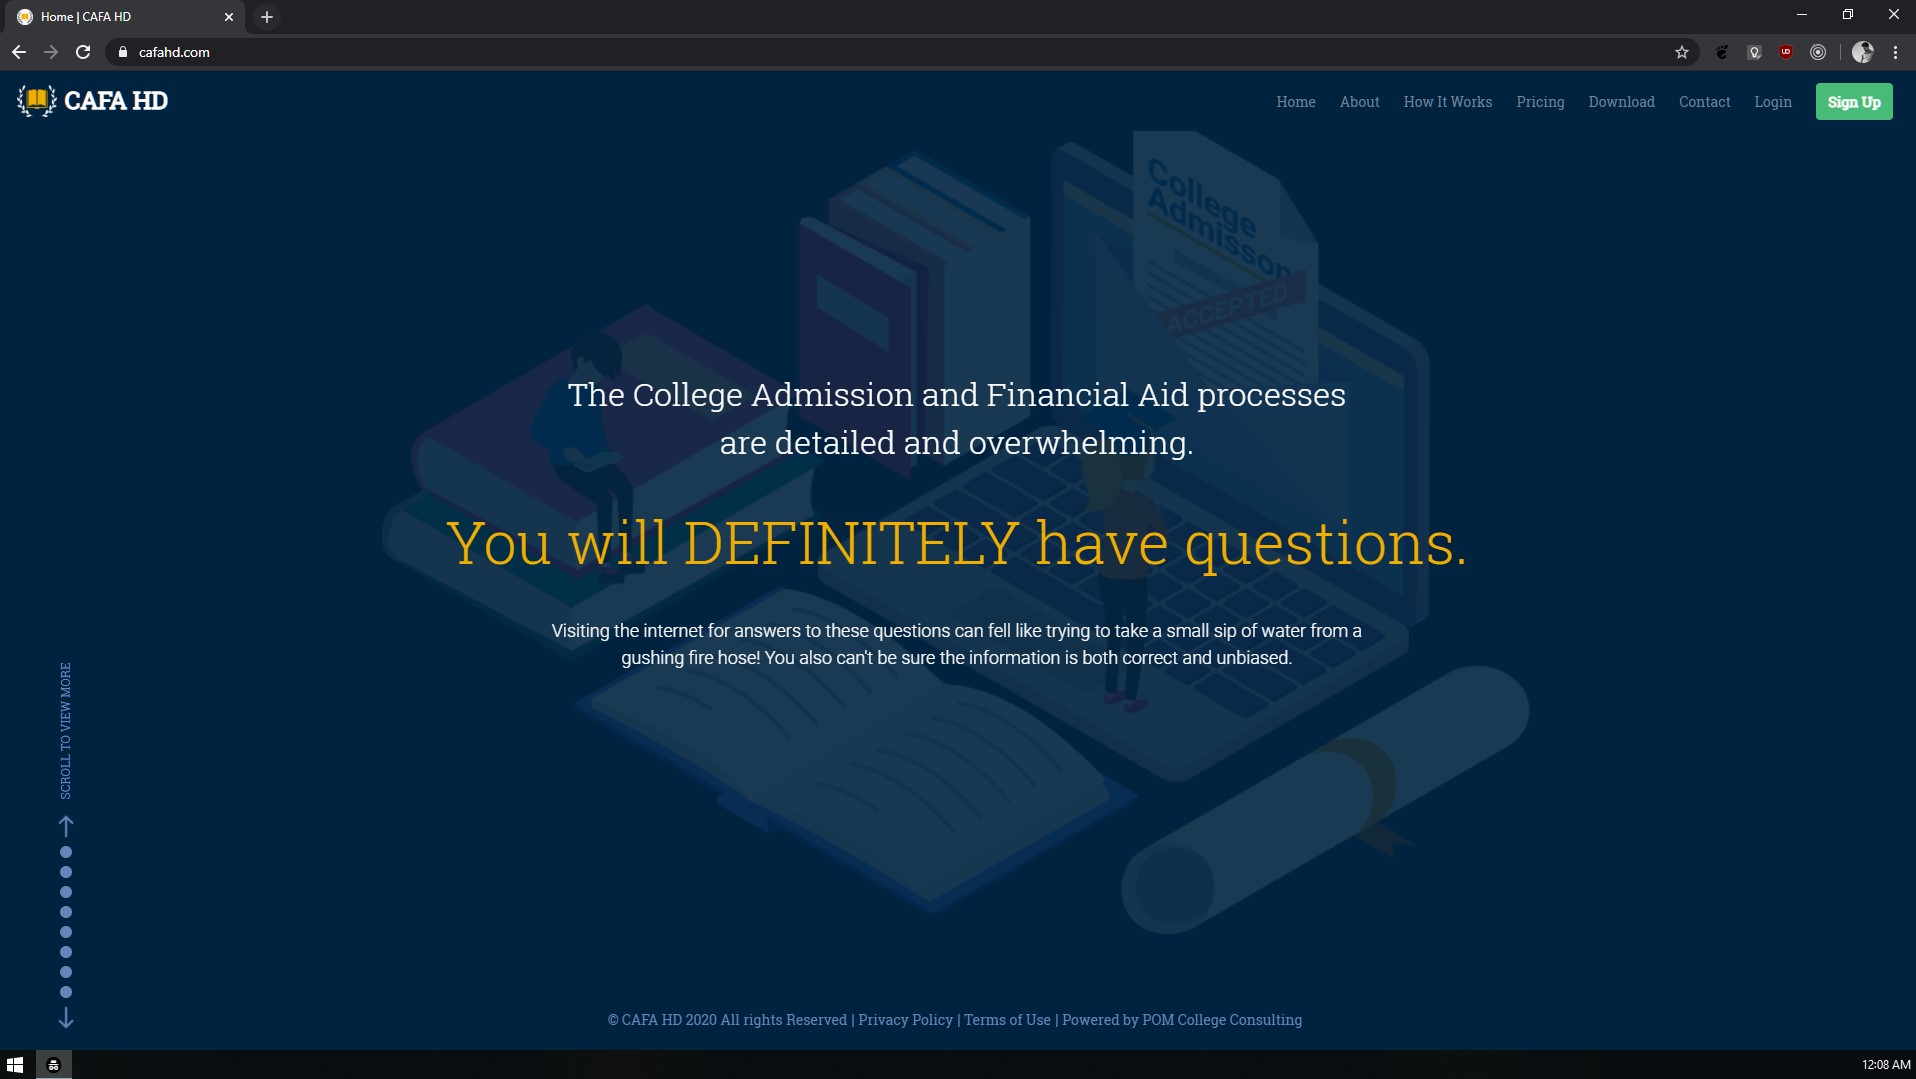 Home | CAFA HD
cafahd.com
CAFA HD
Home About How It Works Pricing Download Contact Login Sign Up
College
Admisson
ACCEPTED
The College Admission and Financial Aid processes
are detailed and overwhelming.
You will DEFINITELY have questions.
Visiting the internet for answers to these questions can fell like trying to take a small sip of water from a
gushing fire hose! You also can't be sure the information is both correct and unbiased.
SCROLL TO VIEW MORE
© CAFA HD 2020 All rights Reserved | Privacy Policy | Terms of Use | Powered by POM College Consulting
12:08 AM